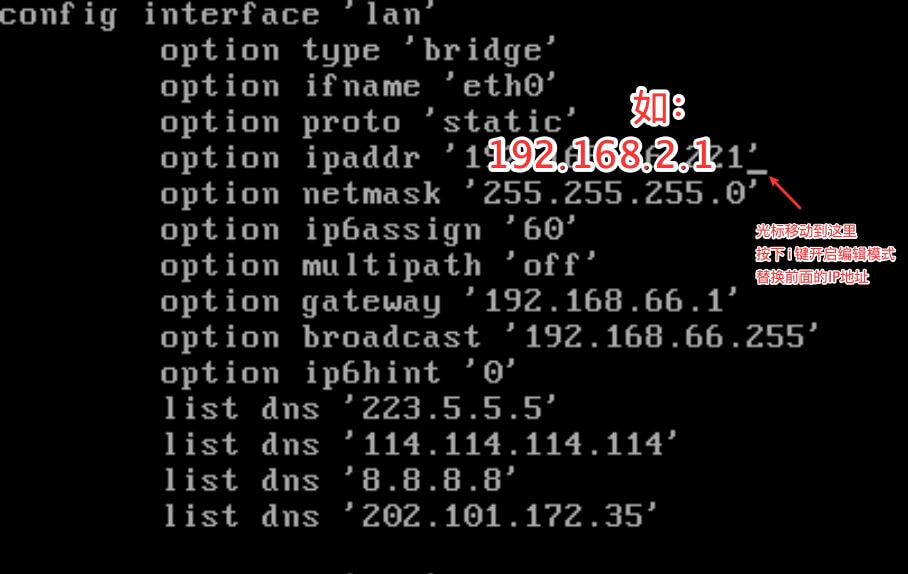 config interface 'lan'
option type 'bridge'
option ifname 'eth0'
option proto 'static'
如：
option ipaddr '1
192.168.2.1
21'_
option netmask '255.255.255.0'
光标移动到这里
按下i键开启编辑模式
替换前面的IP地址
option ip6assign '60'
option multipath 'off'
option gateway '192.168.66.1'
option broadcast '192.168.66.255'
option ip6hint '0'
list dns '223.5.5.5'
list dns '114.114.114.114'
list dns '8.8.8.8'
list dns '202.101.172.35'